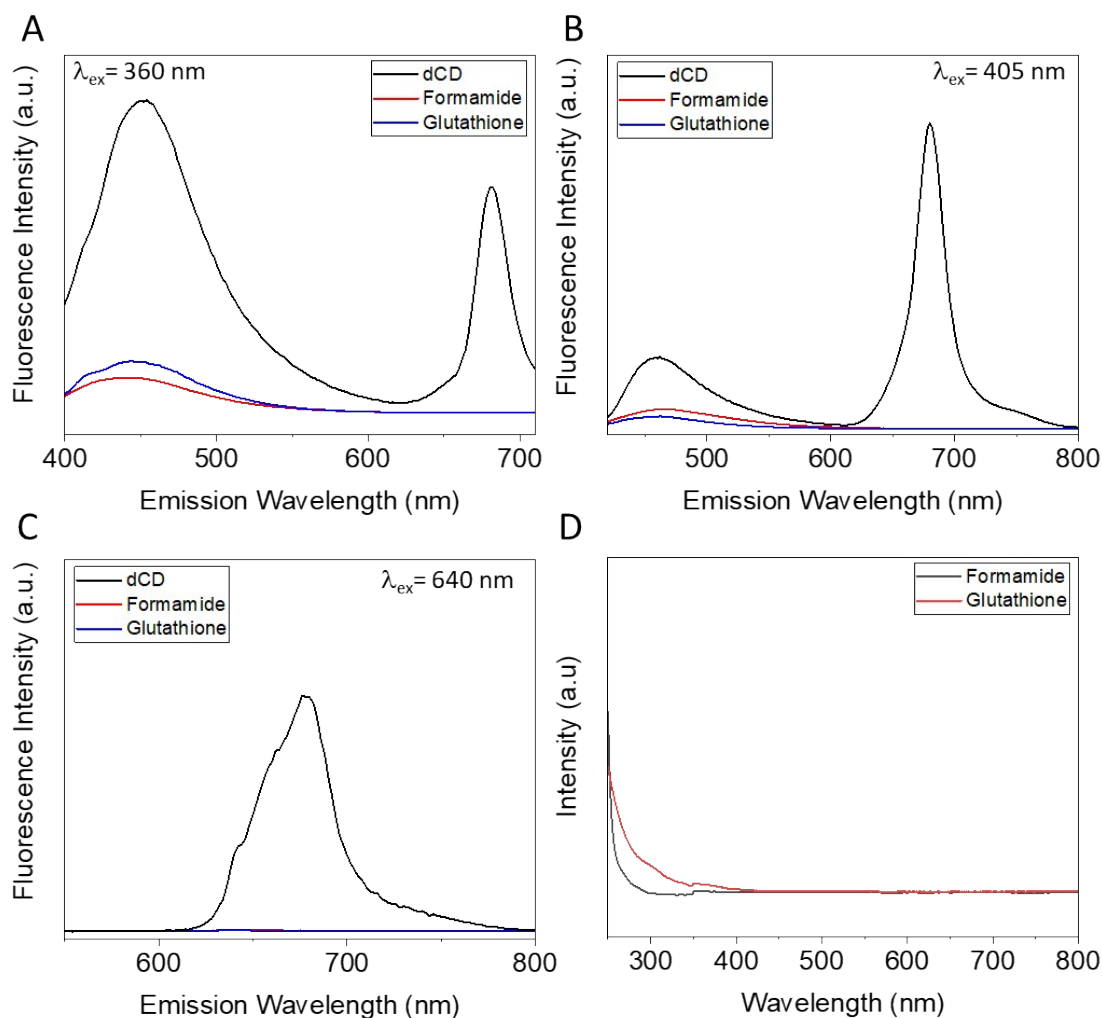 A
λex= 360 nm
dCD
Formamide
Glutathione
Fluorescence Intensity (a.u.)
400 500 600 700
Emission Wavelength (nm)
B
dCD
Formamide
Glutathione
λex= 405 nm
Fluorescence Intensity (a.u.)
500 600 700 800
Emission Wavelength (nm)
C
dCD
Formamide
Glutathione
λex= 640 nm
Fluorescence Intensity (a.u.)
600 700 800
Emission Wavelength (nm)
D
Formamide
Glutathione
Intensity (a.u)
300 400 500 600 700 800
Wavelength (nm)